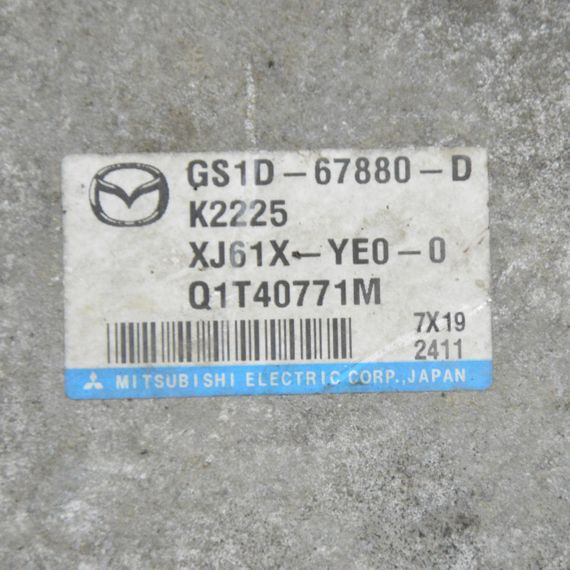 GS1D-67880-D
K2225
XJ61X-YE0-0
Q1T40771M
7X19
2411
MITSUBISHI ELECTRIC CORP., JAPAN